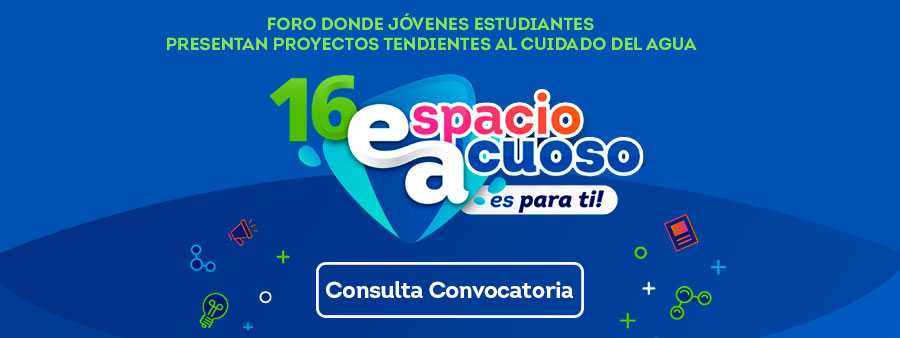 FORO DONDE JÓVENES ESTUDIANTES
PRESENTAN PROYECTOS TENDIENTES AL CUIDADO DEL AGUA
16 espacio
acuoso
es para ti!
Consulta Convocatoria